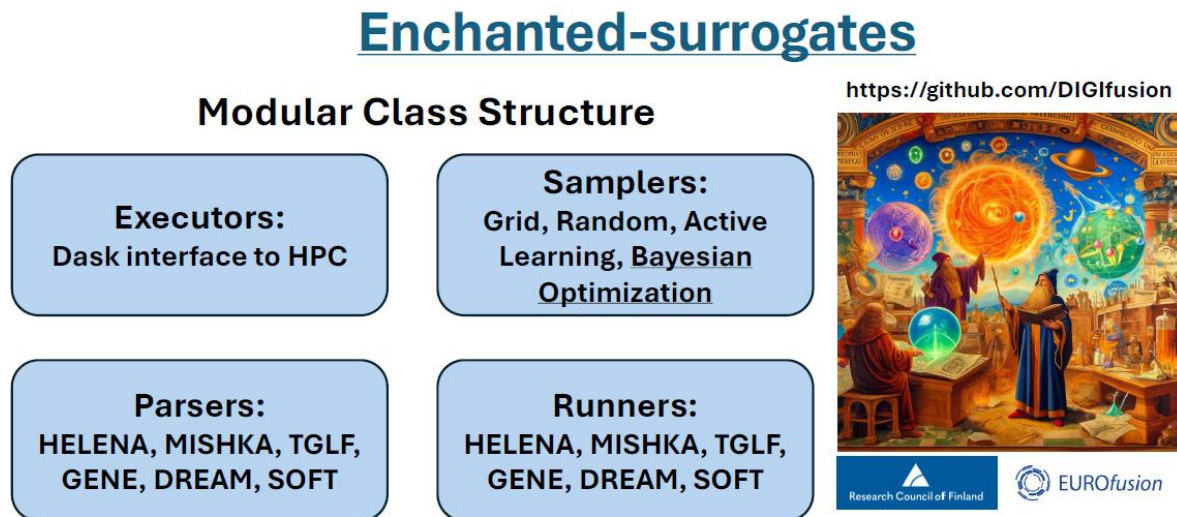 Enchanted-surrogates
Modular Class Structure
https://github.com/DIGIfusion
Executors:
Dask interface to HPC
Samplers:
Grid, Random, Active
Learning, Bayesian
Optimization
Parsers:
HELENA, MISHKA, TGLF,
GENE, DREAM, SOFT
Runners:
HELENA, MISHKA, TGLF,
GENE, DREAM, SOFT
Research Council of Finland
EUROfusion